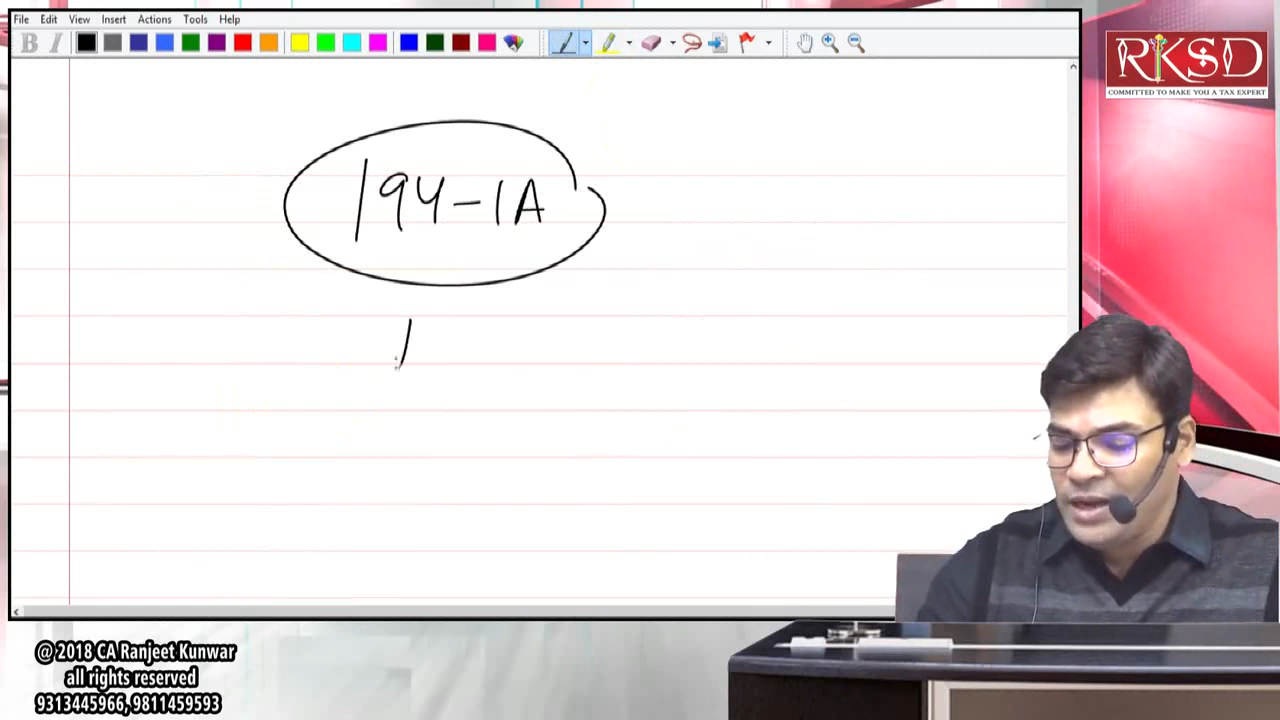 File Edit View Insert Actions Tools Help
B I
RKSD
COMMITTED TO MAKE YOU A TAX EXPERT
194-1A
@ 2018 CA Ranjeet Kunwar
all rights reserved
9313445966, 9811459593